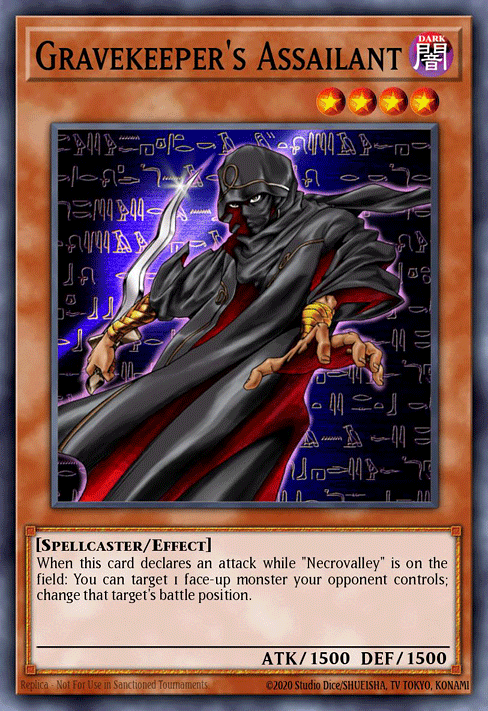 GRAVEKEEPER'S ASSAILANT
DARK
闇
[SPELLCASTER/EFFECT]
When this card declares an attack while "Necrovalley" is on the
field: You can target 1 face-up monster your opponent controls;
change that target's battle position.
ATK/1500 DEF/1500
Replica - Not For Use in Sanctioned Tournaments
©2020 Studio Dice/SHUEISHA, TV TOKYO, KONAMI